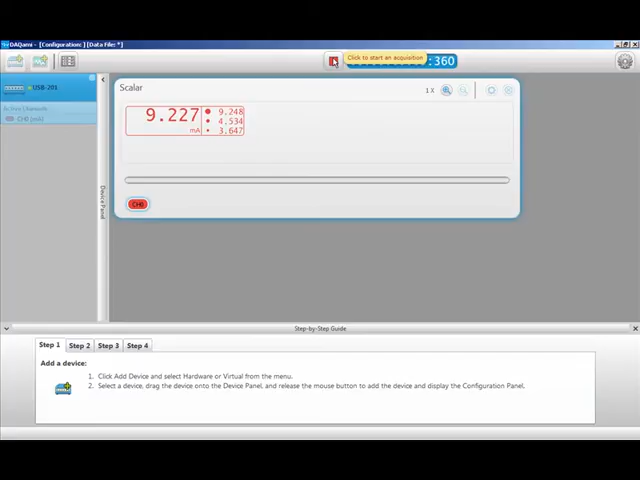 DAQami - [Configuration: ] [Data File: *]
Click to start an acquisition
:360
USB-201
CH0 [mA]
Device Panel
Scalar
1 X
9.227
mA
9.248
4.534
3.647
CH0
Step-by-Step Guide
Step 1 Step 2 Step 3 Step 4
Add a device:
1. Click Add Device and select Hardware or Virtual from the menu.
2. Select a device, drag the device onto the Device Panel, and release the mouse button to add the device and display the Configuration Panel.